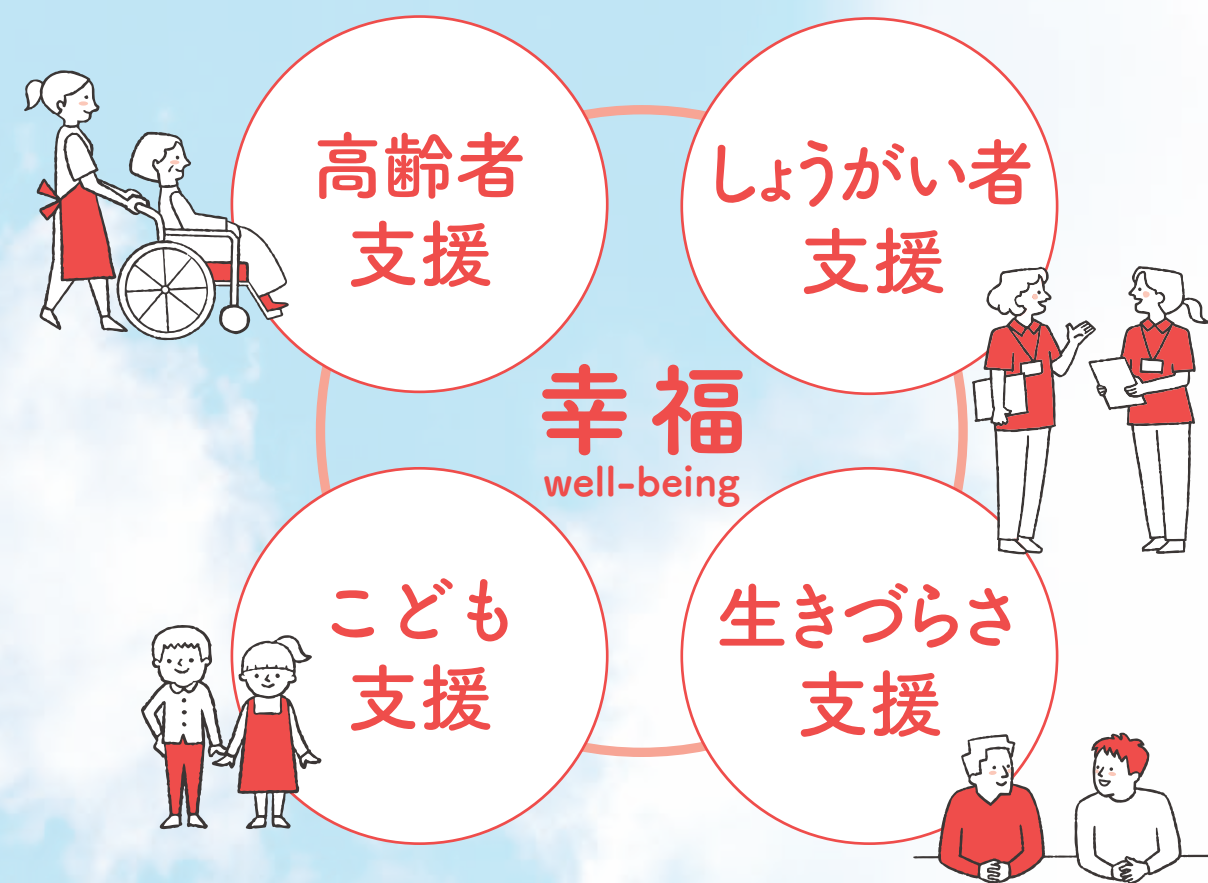 高齢者
支援
しょうがい者
支援
幸福
well-being
こども
支援
生きづらさ
支援